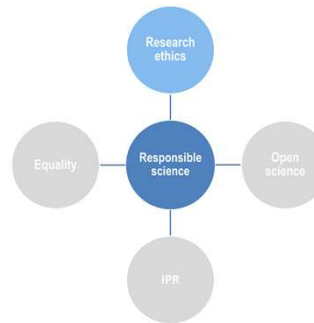 Research
ethics
Equality
Responsible
science
Open
science
IPR